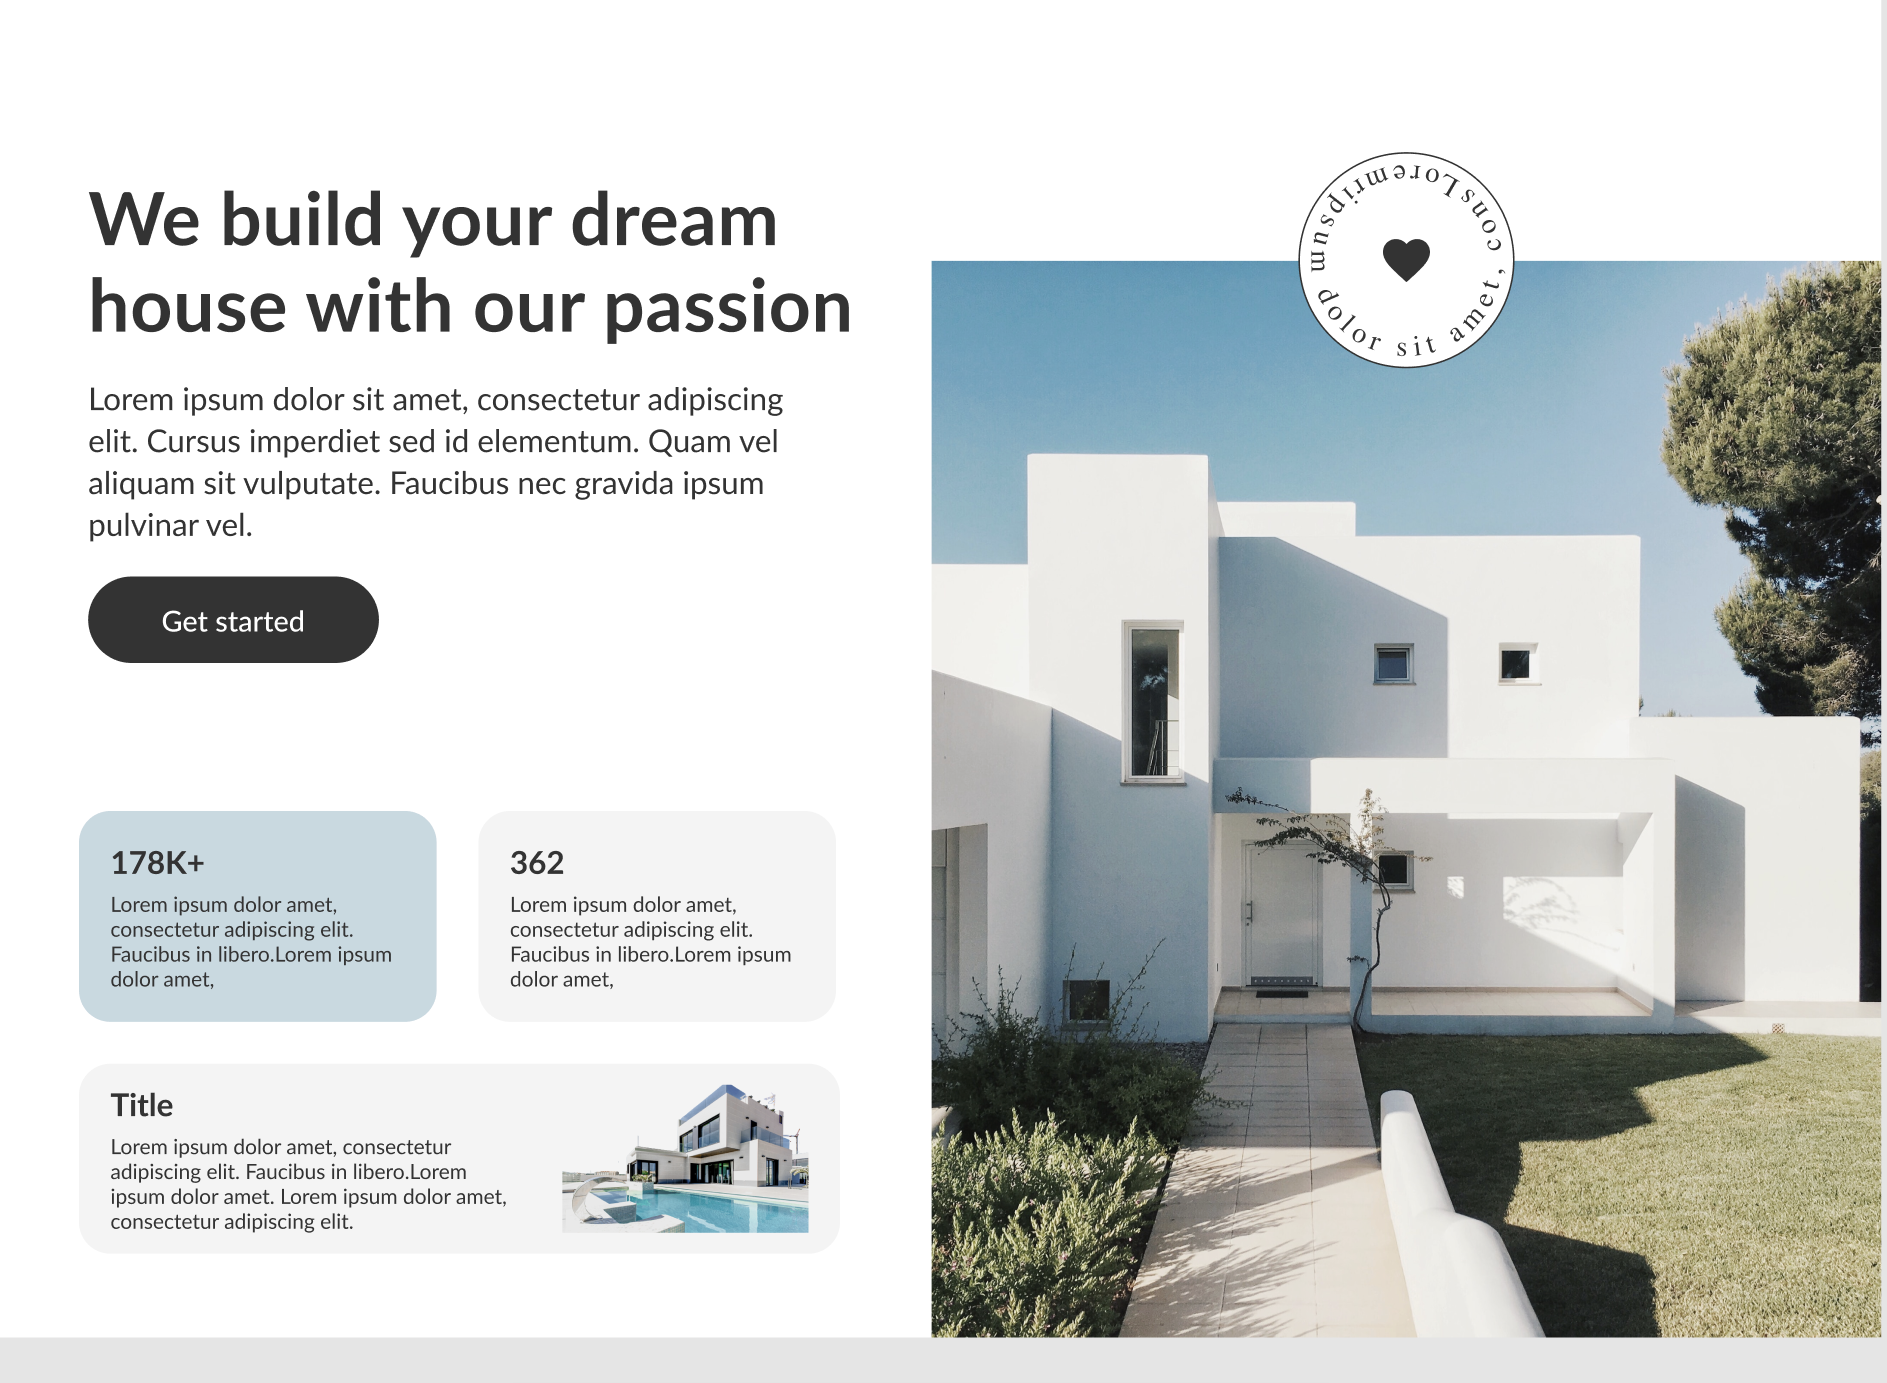 We build your dream
house with our passion
Lorem ipsum dolor sit amet, consectetur adipiscing
elit. Cursus imperdiet sed id elementum. Quam vel
aliquam sit vulputate. Faucibus nec gravida ipsum
pulvinar vel.
Get started
178K+
Lorem ipsum dolor amet,
consectetur adipiscing elit.
Faucibus in libero.Lorem ipsum
dolor amet,
362
Lorem ipsum dolor amet,
consectetur adipiscing elit.
Faucibus in libero.Lorem ipsum
dolor amet,
Title
Lorem ipsum dolor amet, consectetur
adipiscing elit. Faucibus in libero.Lorem
ipsum dolor amet. Lorem ipsum dolor amet,
consectetur adipiscing elit.
Loremripsum dolor sit amet, cons